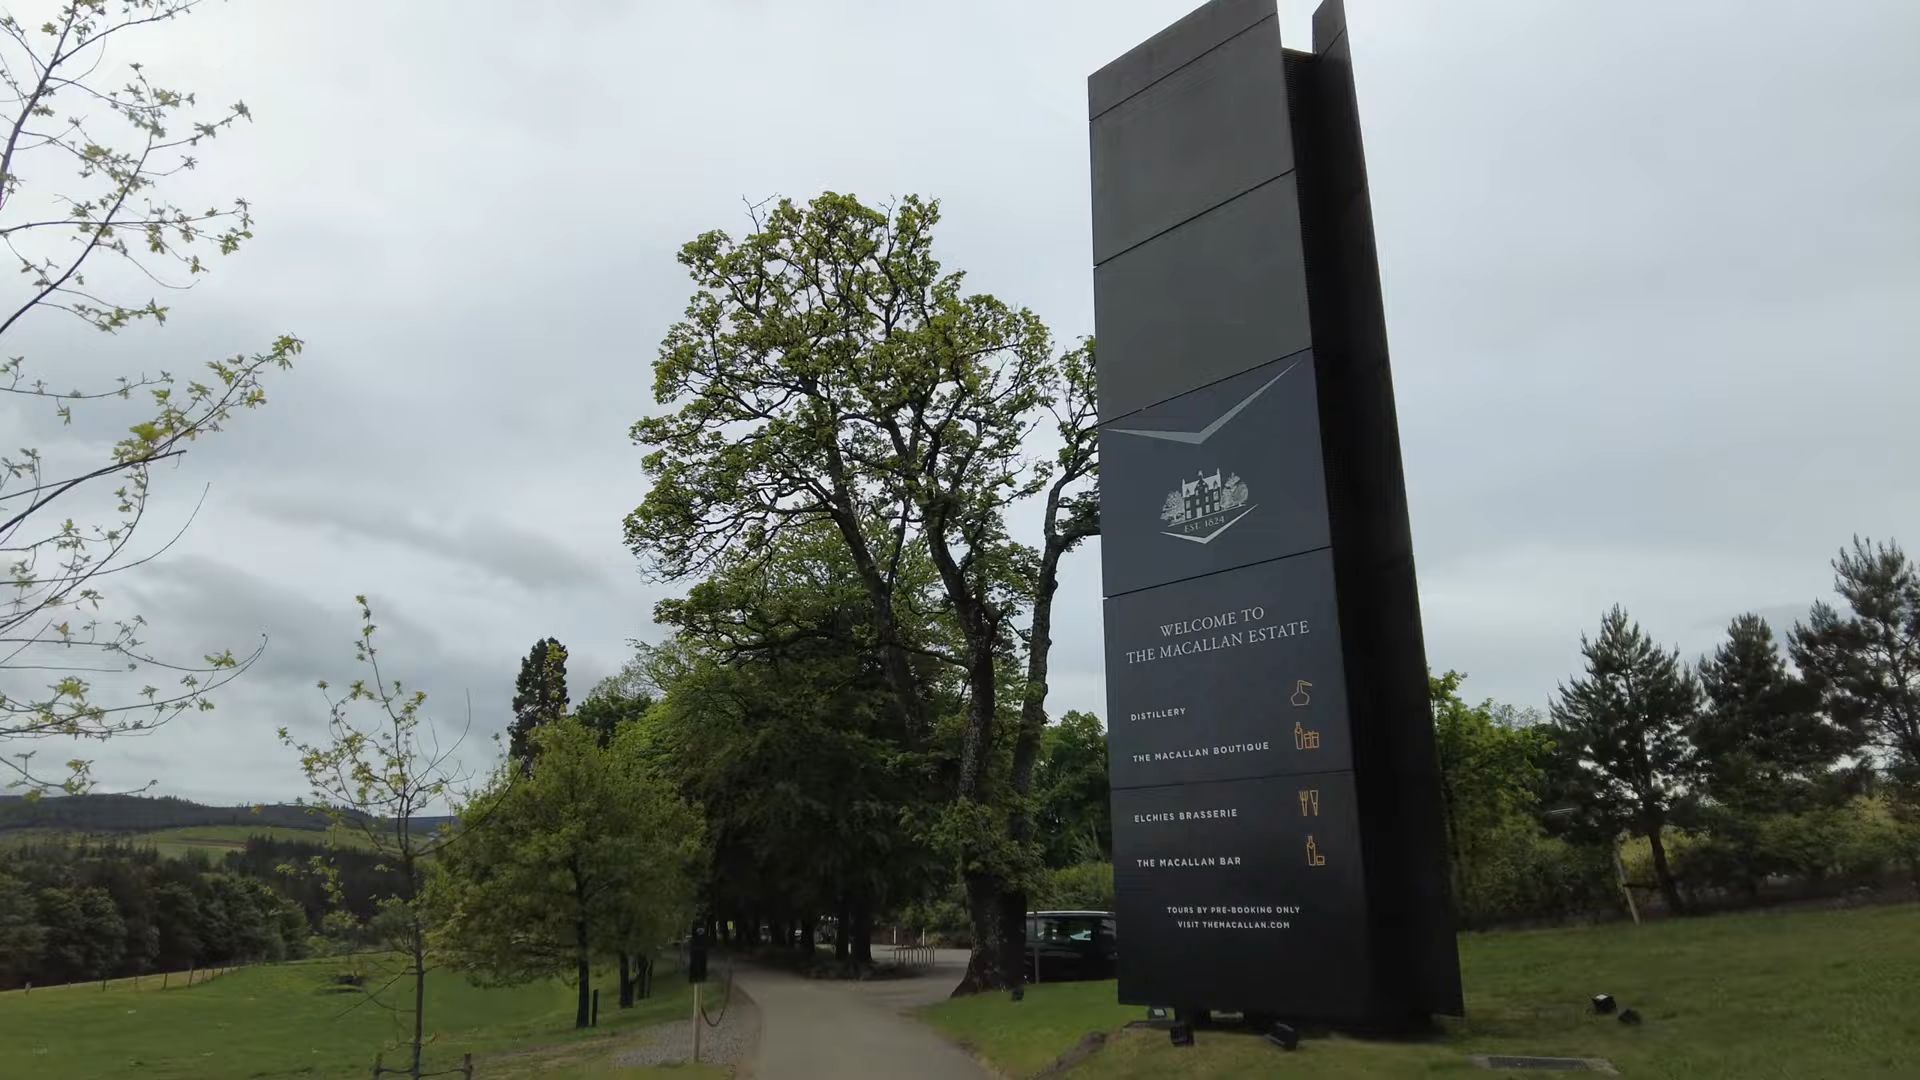 EST. 1824
WELCOME TO
THE MACALLAN ESTATE
DISTILLERY
THE MACALLAN BOUTIQUE
ELCHIES BRASSERIE
THE MACALLAN BAR
TOURS BY PRE-BOOKING ONLY
VISIT THEMACALLAN.COM